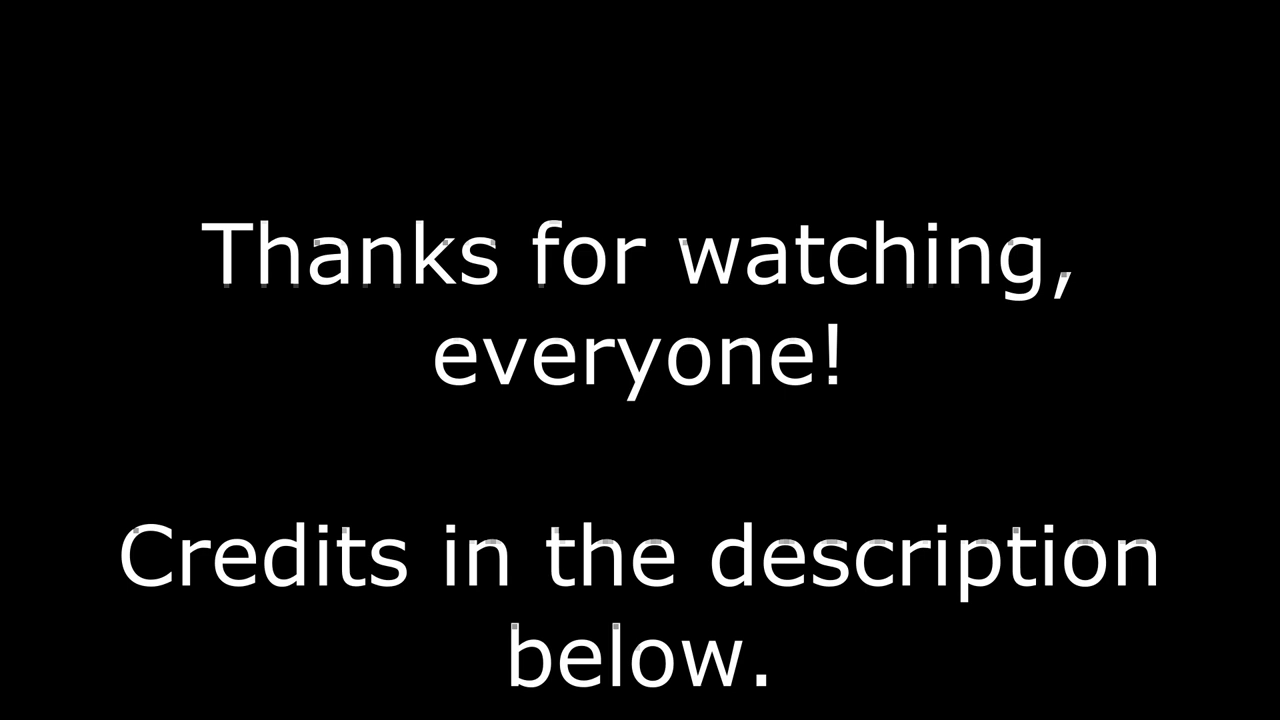 Thanks for watching,
everyone!
Credits in the description
below.